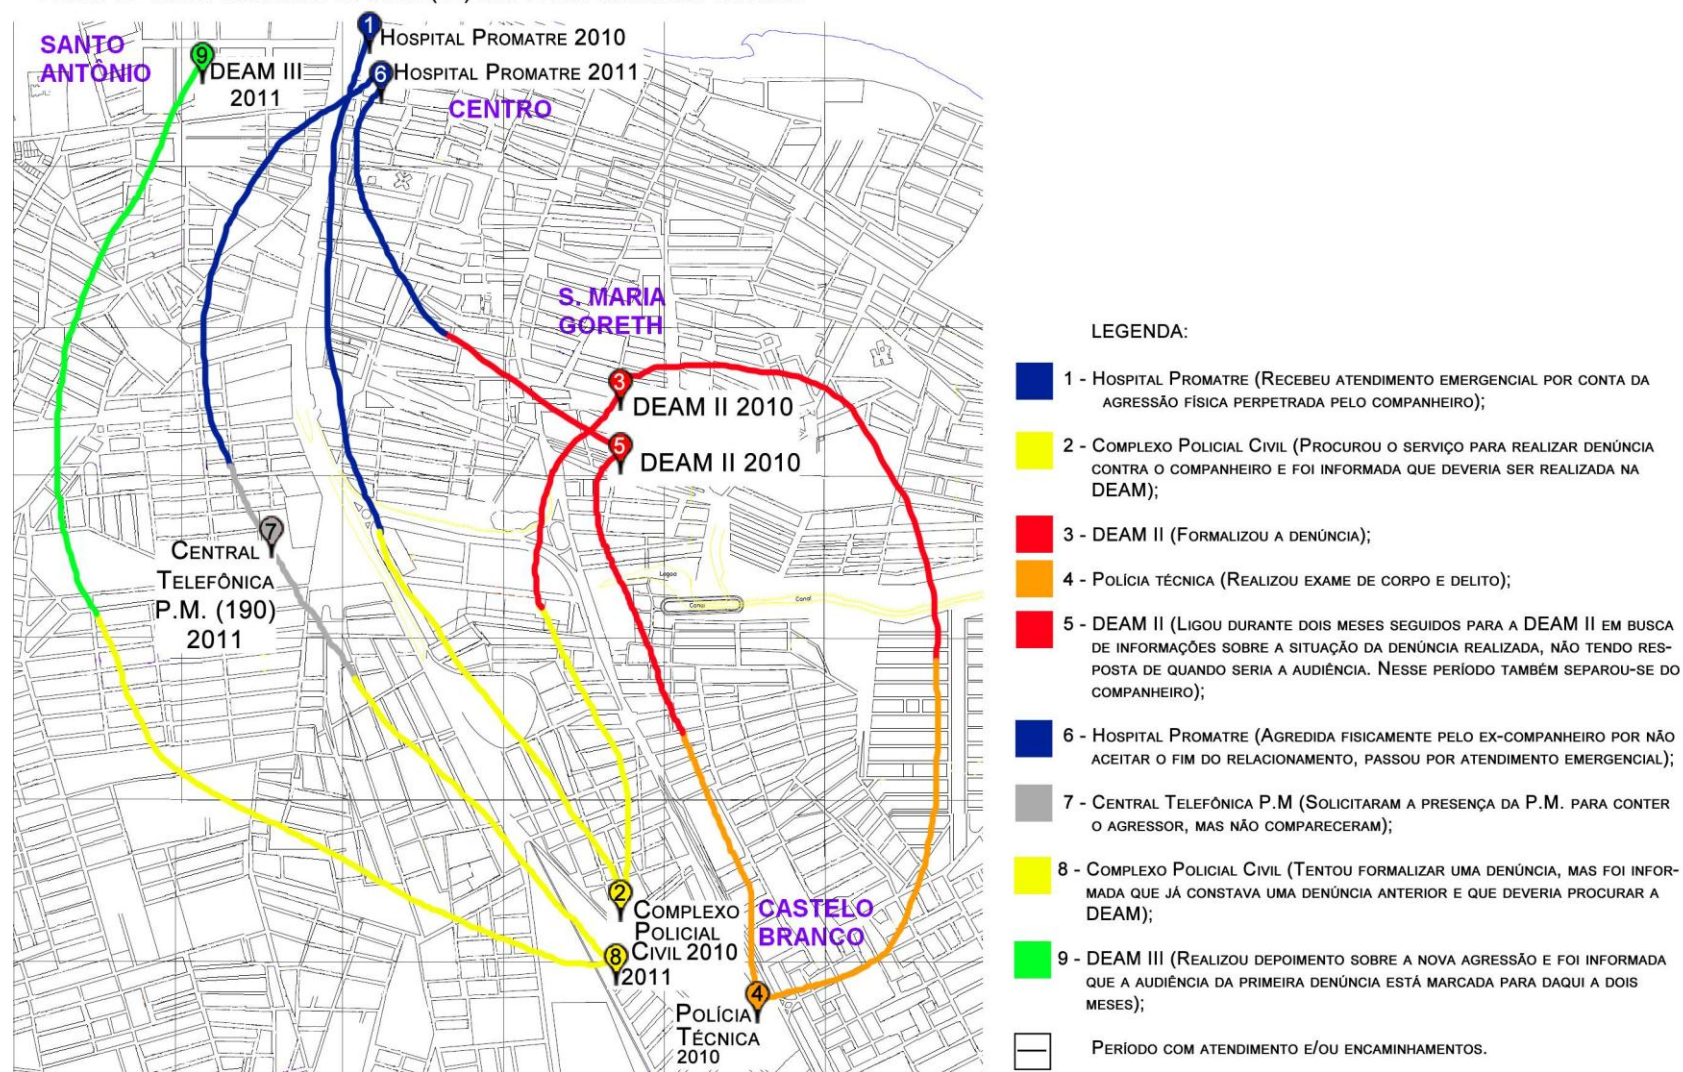 1
HOSPITAL PROMATRE 2010
SANTO
ANTÔNIO
9
DEAM III
2011
6
HOSPITAL PROMATRE 2011
CENTRO
S. MARIA
GORETH
3
DEAM II 2010
5
DEAM II 2010
7
CENTRAL
TELEFÔNICA
P.M. (190)
2011
Lagoa
Canal
Canal
2
COMPLEXO
POLICIAL
CIVIL 2010
8
2011
CASTELO
BRANCO
4
POLÍCIA
TÉCNICA
2010
LEGENDA:
1 - HOSPITAL PROMATRE (RECEBEU ATENDIMENTO EMERGENCIAL POR CONTA DA
AGRESSÃO FÍSICA PERPETRADA PELO COMPANHEIRO);
2 - COMPLEXO POLICIAL CIVIL (PROCUROU O SERVIÇO PARA REALIZAR DENÚNCIA
CONTRA O COMPANHEIRO E FOI INFORMADA QUE DEVERIA SER REALIZADA NA
DEAM);
3 - DEAM II (FORMALIZOU A DENÚNCIA);
4 - POLÍCIA TÉCNICA (REALIZOU EXAME DE CORPO E DELITO);
5 - DEAM II (LIGOU DURANTE DOIS MESES SEGUIDOS PARA A DEAM II EM BUSCA
DE INFORMAÇÕES SOBRE A SITUAÇÃO DA DENÚNCIA REALIZADA, NÃO TENDO RES-
POSTA DE QUANDO SERIA A AUDIÊNCIA. NESSE PERÍODO TAMBÉM SEPAROU-SE DO
COMPANHEIRO);
6 - HOSPITAL PROMATRE (AGREDIDA FISICAMENTE PELO EX-COMPANHEIRO POR NÃO
ACEITAR O FIM DO RELACIONAMENTO, PASSOU POR ATENDIMENTO EMERGENCIAL);
7 - CENTRAL TELEFÔNICA P.M (SOLICITARAM A PRESENÇA DA P.M. PARA CONTER
O AGRESSOR, MAS NÃO COMPARECERAM);
8 - COMPLEXO POLICIAL CIVIL (TENTOU FORMALIZAR UMA DENÚNCIA, MAS FOI INFOR-
MADA QUE JÁ CONSTAVA UMA DENÚNCIA ANTERIOR E QUE DEVERIA PROCURAR A
DEAM);
9 - DEAM III (REALIZOU DEPOIMENTO SOBRE A NOVA AGRESSÃO E FOI INFORMADA
QUE A AUDIÊNCIA DA PRIMEIRA DENÚNCIA ESTÁ MARCADA PARA DAQUI A DOIS
MESES);
PERÍODO COM ATENDIMENTO E/OU ENCAMINHAMENTOS.